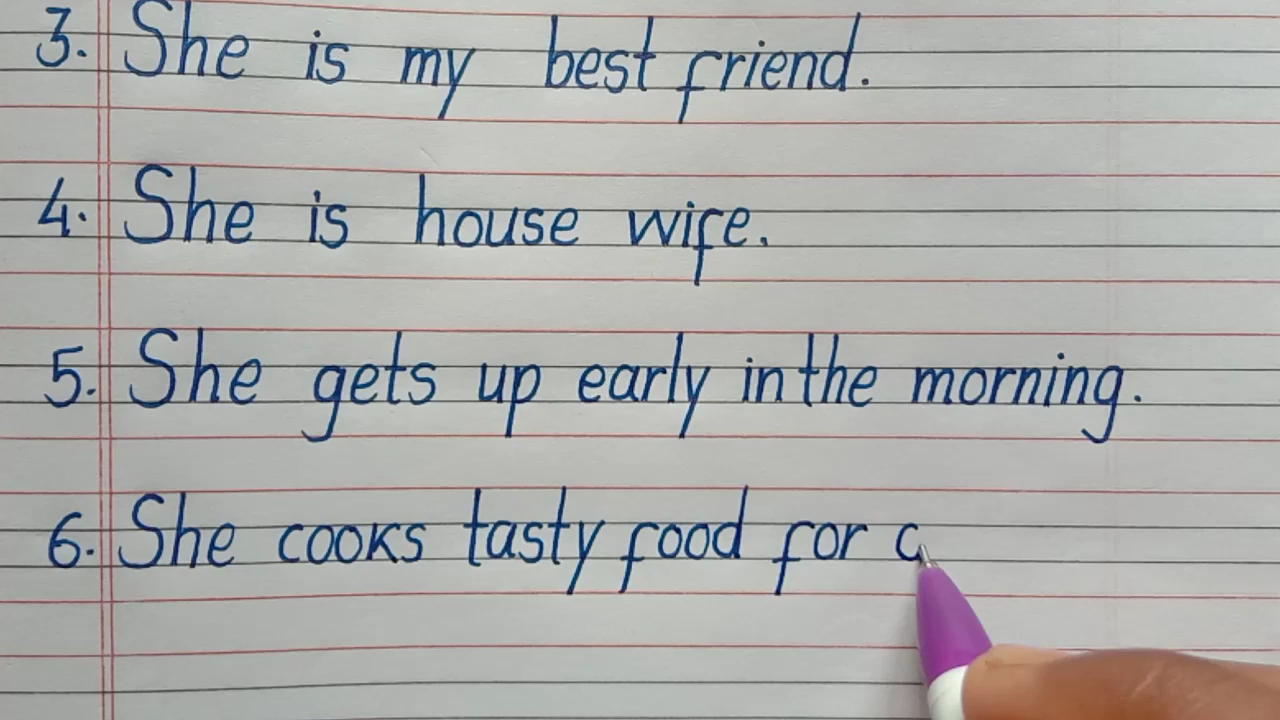 3. She is my best friend.
4. She is house wife.
5. She gets up early in the morning.
6. She cooks tasty food for